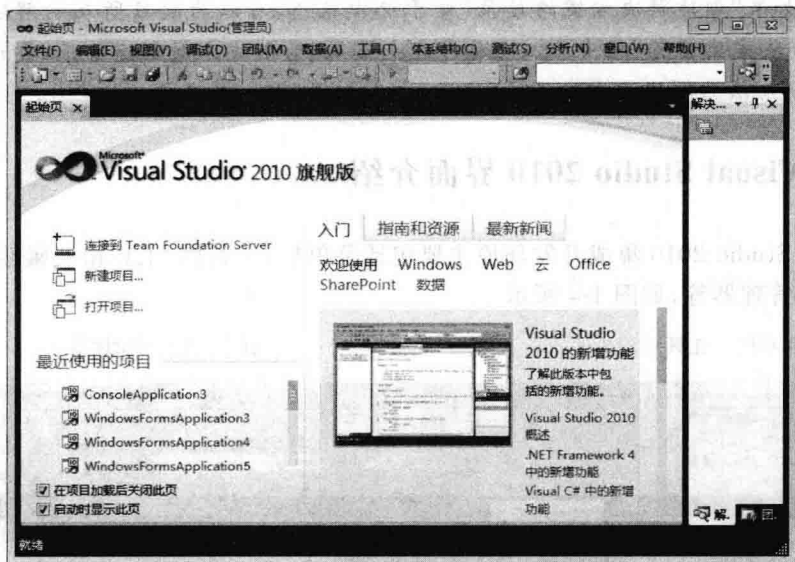 起始页 - Microsoft Visual Studio(管理员)
文件(F) 编辑(E) 视图(V) 调试(D) 团队(M) 数据(A) 工具(T) 体系结构(C) 测试(S) 分析(N) 窗口(W) 帮助(H)
起始页
解决...
Microsoft
Visual Studio 2010 旗舰版
连接到 Team Foundation Server
新建项目...
打开项目...
最近使用的项目
ConsoleApplication3
WindowsFormsApplication3
WindowsFormsApplication4
WindowsFormsApplication5
在项目加载后关闭此页
启动时显示此页
入门 指南和资源 最新新闻
欢迎使用 Windows Web 云 Office
SharePoint 数据
Visual Studio
2010 的新增功能
了解此版本中包
括的新增功能。
Visual Studio 2010
概述
.NET Framework 4
中的新增功能
Visual C# 中的新增
功能
解. 团.
就绪